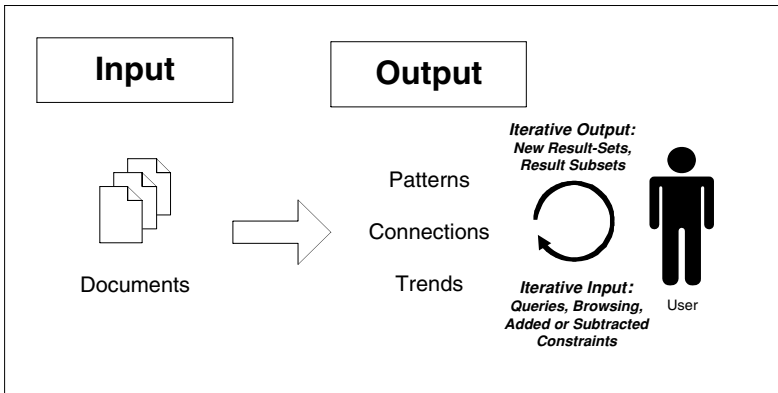 Input
Output
Documents
Patterns
Connections
Trends
Iterative Output:
New Result-Sets,
Result Subsets
Iterative Input:
Queries, Browsing,
Added or Subtracted
Constraints
User